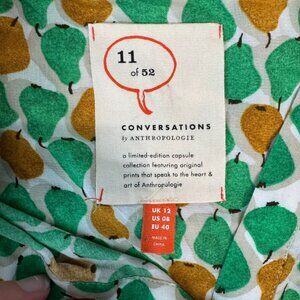 11
of 52
CONVERSATIONS
by ANTHROPOLOGIE
a limited-edition capsule
collection featuring original
prints that speak to the heart &
art of Anthropologie
UK 12
US 08
EU 40
MADE IN
CHINA